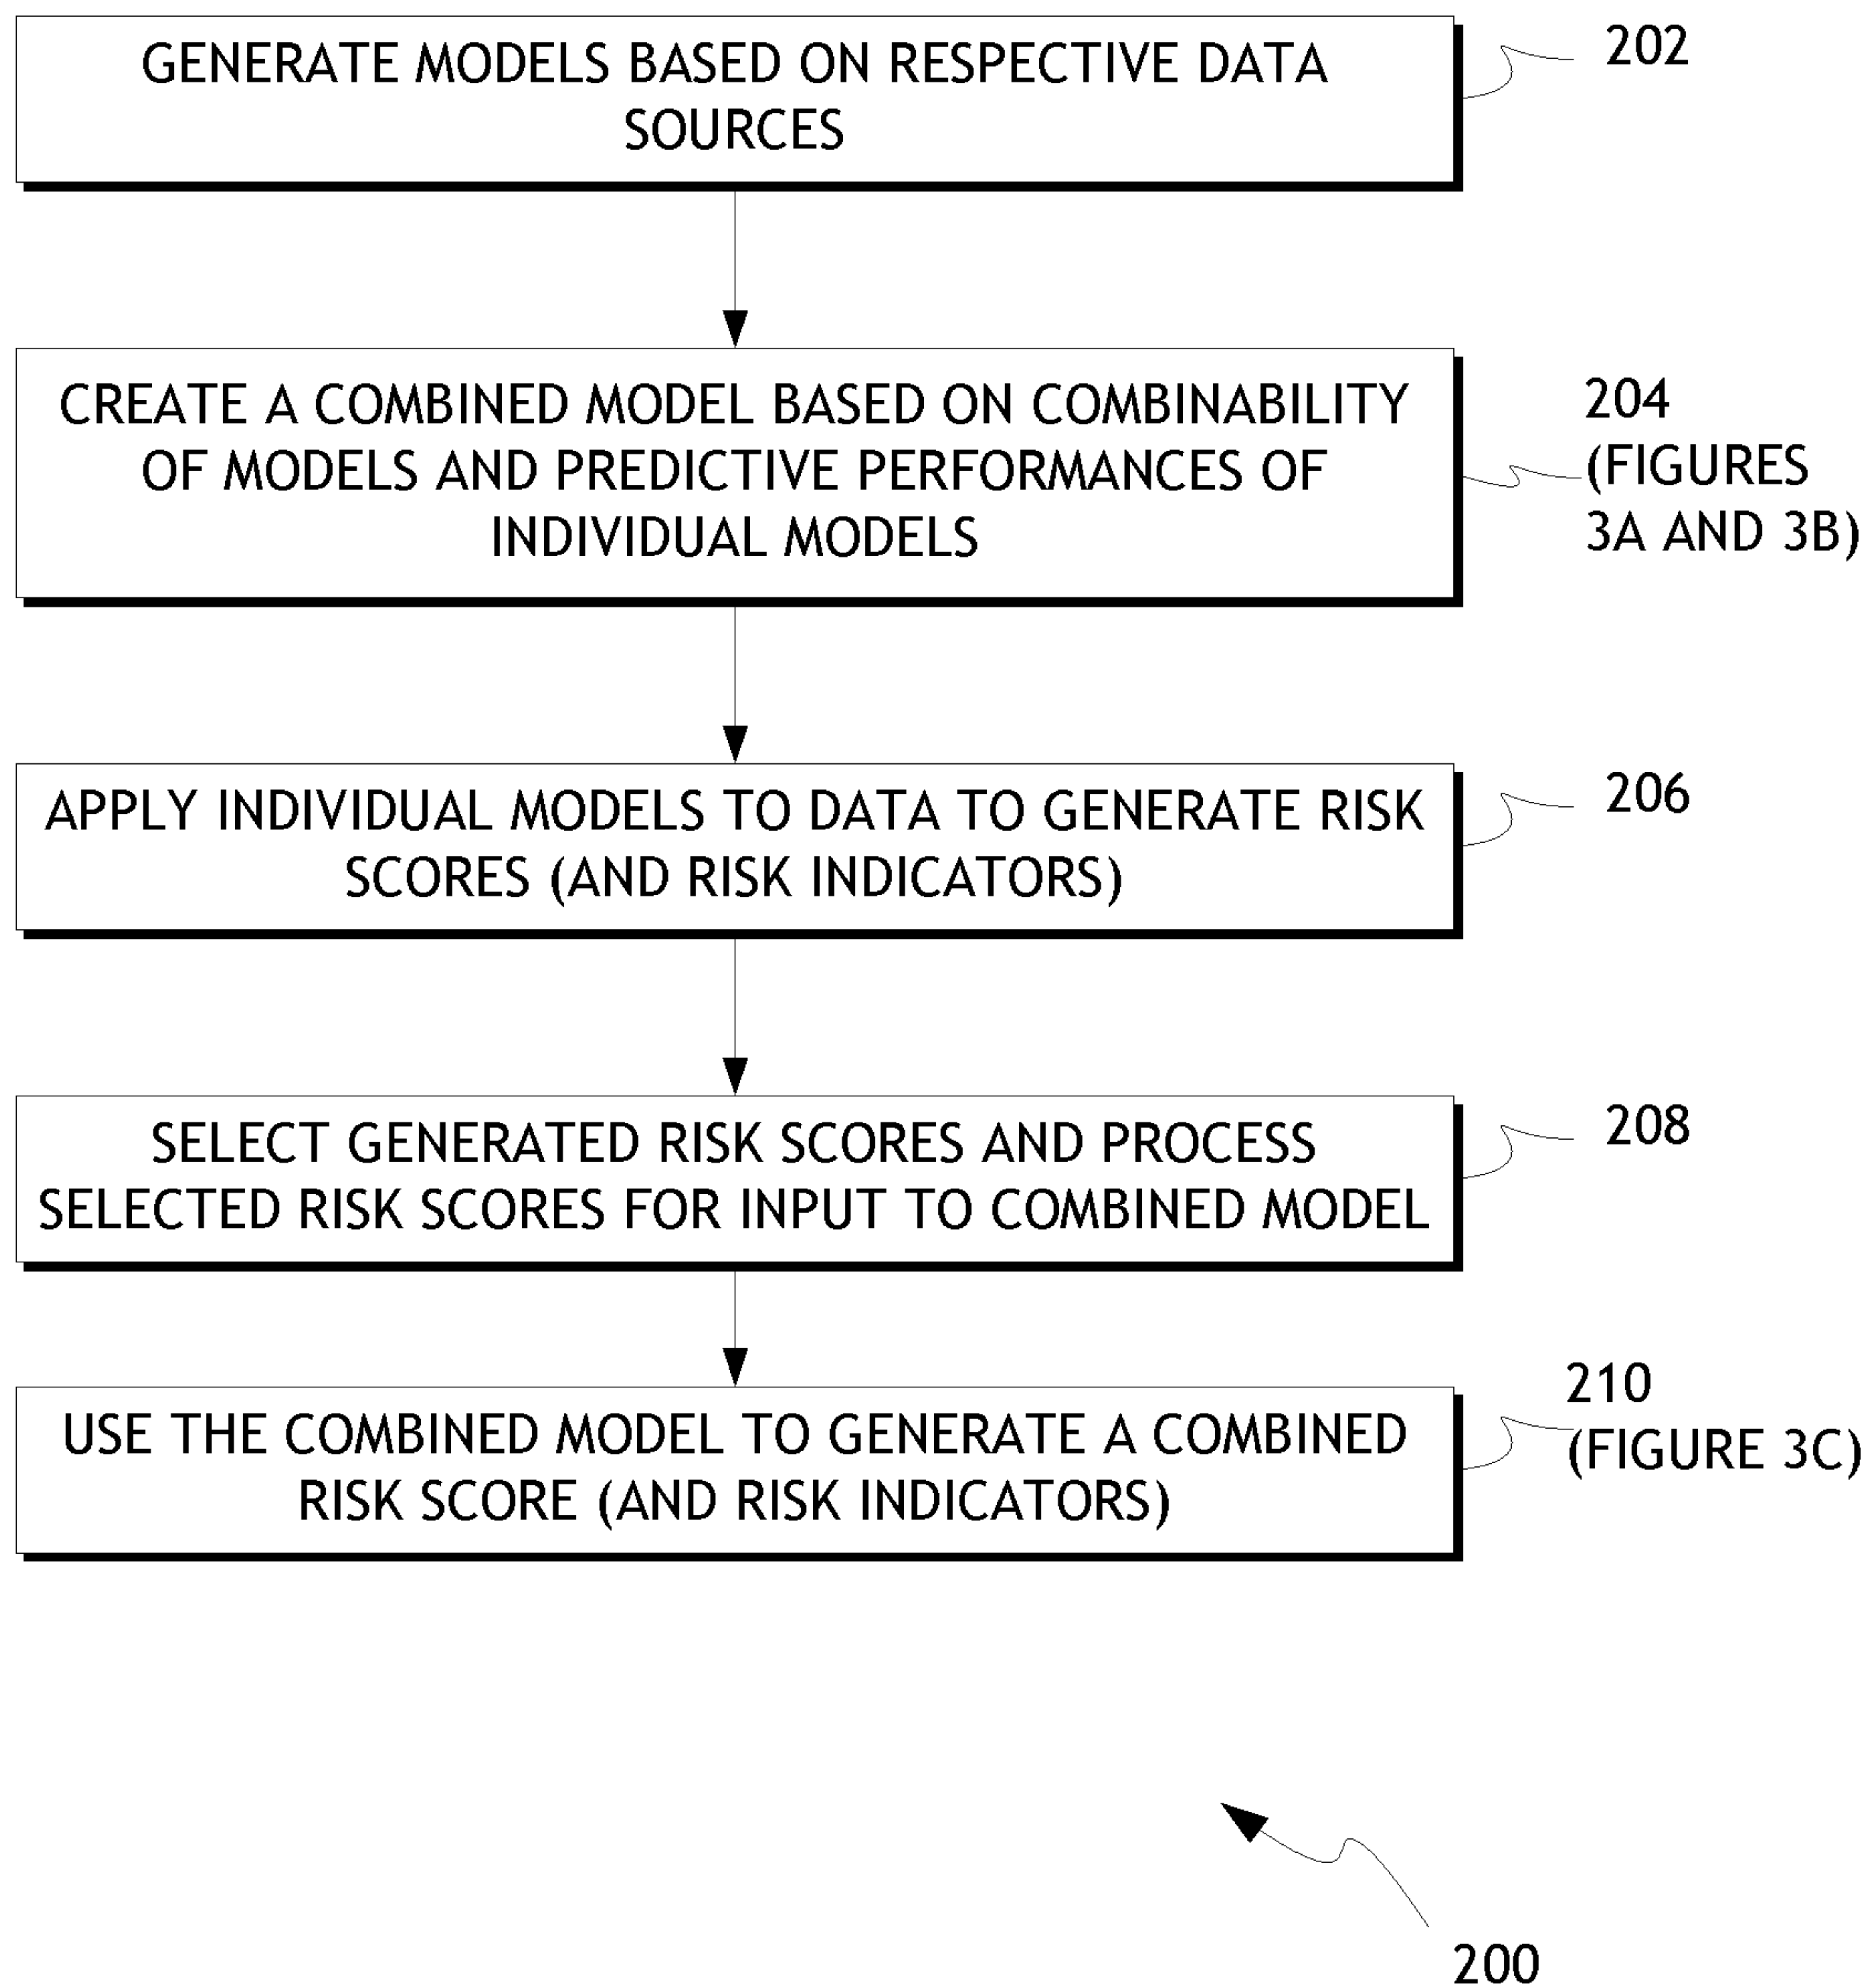 GENERATE MODELS BASED ON RESPECTIVE DATA
SOURCES
202
CREATE A COMBINED MODEL BASED ON COMBINABILITY
OF MODELS AND PREDICTIVE PERFORMANCES OF
INDIVIDUAL MODELS
204
(FIGURES
3A AND 3B)
APPLY INDIVIDUAL MODELS TO DATA TO GENERATE RISK
SCORES (AND RISK INDICATORS)
206
SELECT GENERATED RISK SCORES AND PROCESS
SELECTED RISK SCORES FOR INPUT TO COMBINED MODEL
208
USE THE COMBINED MODEL TO GENERATE A COMBINED
RISK SCORE (AND RISK INDICATORS)
210
(FIGURE 3C)
200